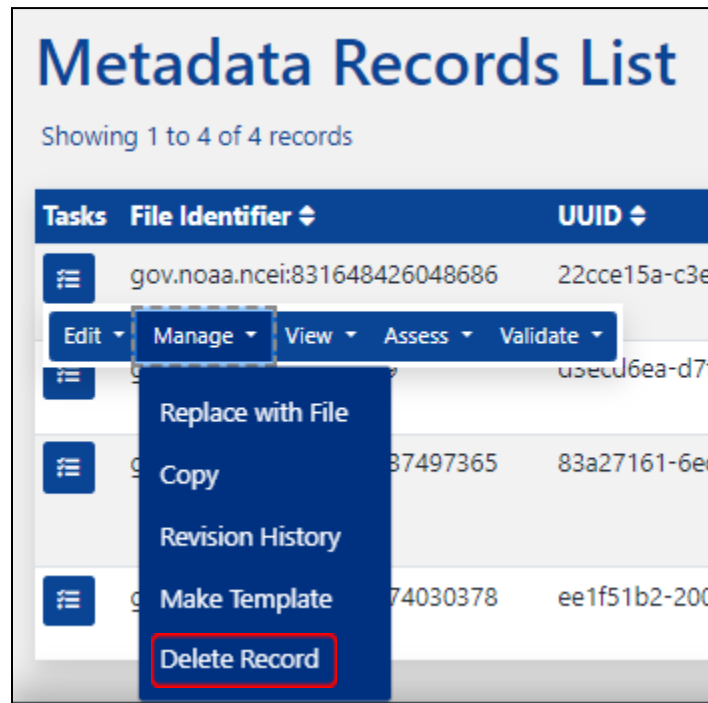 Metadata Records List
Showing 1 to 4 of 4 records
Tasks File Identifier UUID
gov.noaa.ncei:831648426048686 22cce15a-c3e
Edit Manage View Assess Validate
d3ecd6ea-d7
Replace with File
37497365 83a27161-6e
Copy
Revision History
Make Template 74030378 ee1f51b2-200
Delete Record